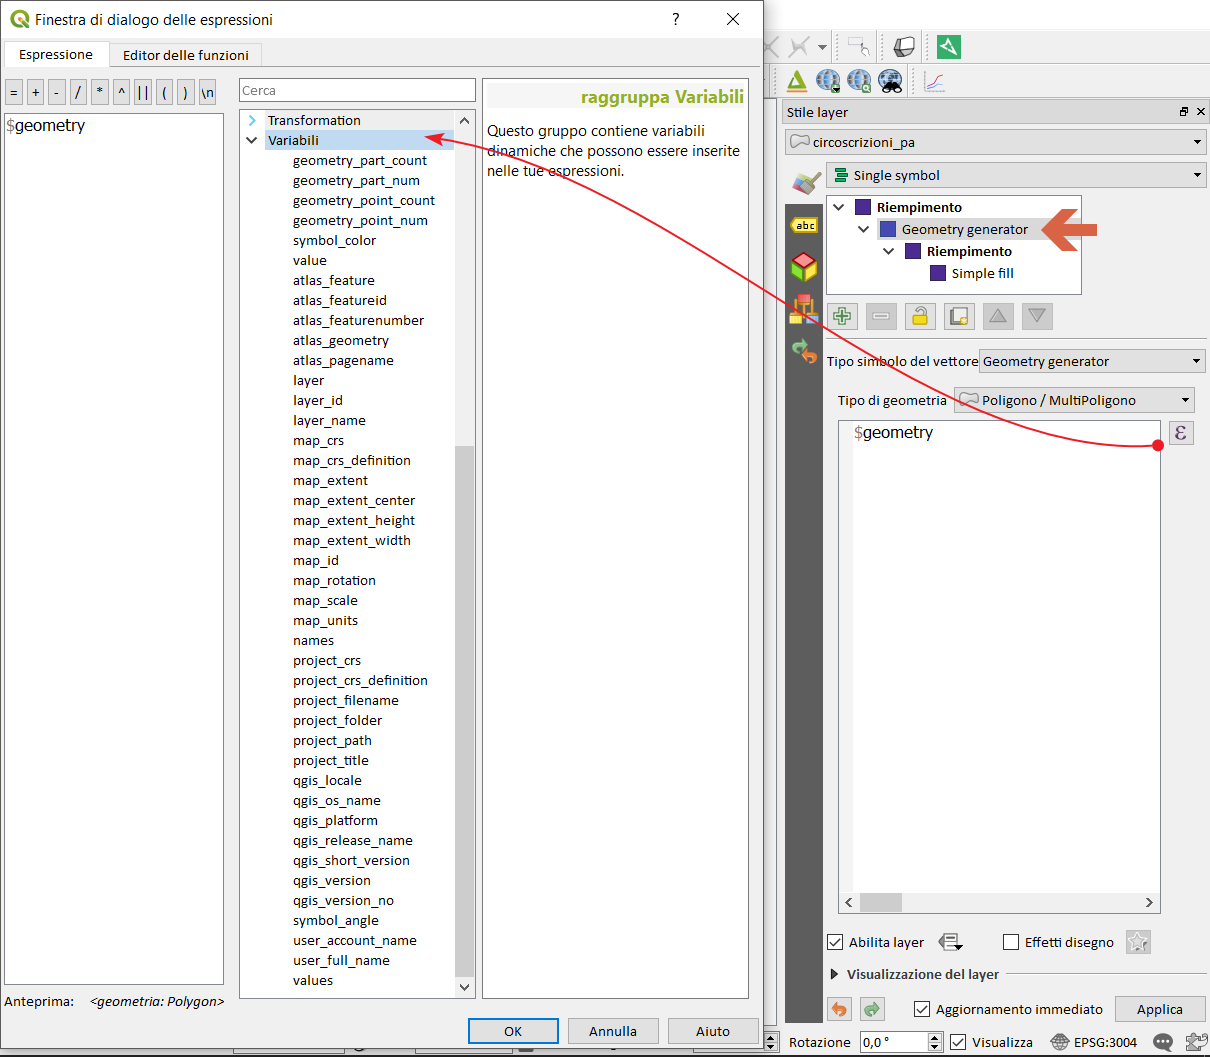 Finestra di dialogo delle espressioni
?
Espressione
Editor delle funzioni
= + - / * ^ || ( ) \n
$geometry
Anteprima: <geometria: Polygon>
Cerca
Transformation
Variabili
geometry_part_count
geometry_part_num
geometry_point_count
geometry_point_num
symbol_color
value
atlas_feature
atlas_featureid
atlas_featurenumber
atlas_geometry
atlas_pagename
layer
layer_id
layer_name
map_crs
map_crs_definition
map_extent
map_extent_center
map_extent_height
map_extent_width
map_id
map_rotation
map_scale
map_units
names
project_crs
project_crs_definition
project_filename
project_folder
project_path
project_title
qgis_locale
qgis_os_name
qgis_platform
qgis_release_name
qgis_short_version
qgis_version
qgis_version_no
symbol_angle
user_account_name
user_full_name
values
raggruppa Variabili
Questo gruppo contiene variabili
dinamiche che possono essere inserite
nelle tue espressioni.
OK
Annulla
Aiuto
Stile layer
circoscrizioni_pa
Single symbol
abc
Riempimento
Geometry generator
Riempimento
Simple fill
Tipo simbolo del vettore Geometry generator
Tipo di geometria Poligono / MultiPoligono
$geometry
ε
Abilita layer
Effetti disegno
Visualizzazione del layer
Aggiornamento immediato
Applica
Rotazione 0,0 ° Visualizza EPSG:3004